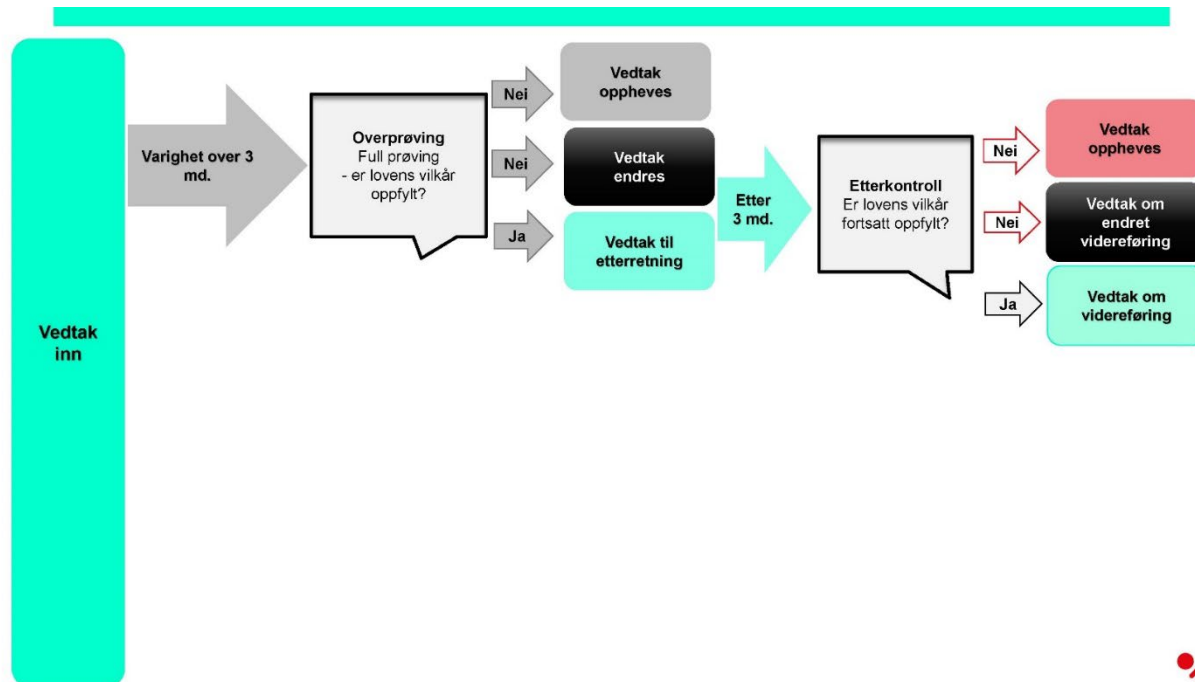 Vedtak
inn
Varighet over 3
md.
Overprøving
Full prøving
- er lovens vilkår
oppfylt?
Nei
Vedtak
oppheves
Nei
Vedtak
endres
Ja
Vedtak til
etterretning
Etter
3 md.
Etterkontroll
Er lovens vilkår
fortsatt oppfylt?
Nei
Vedtak
oppheves
Nei
Vedtak om
endret
videreføring
Ja
Vedtak om
videreføring